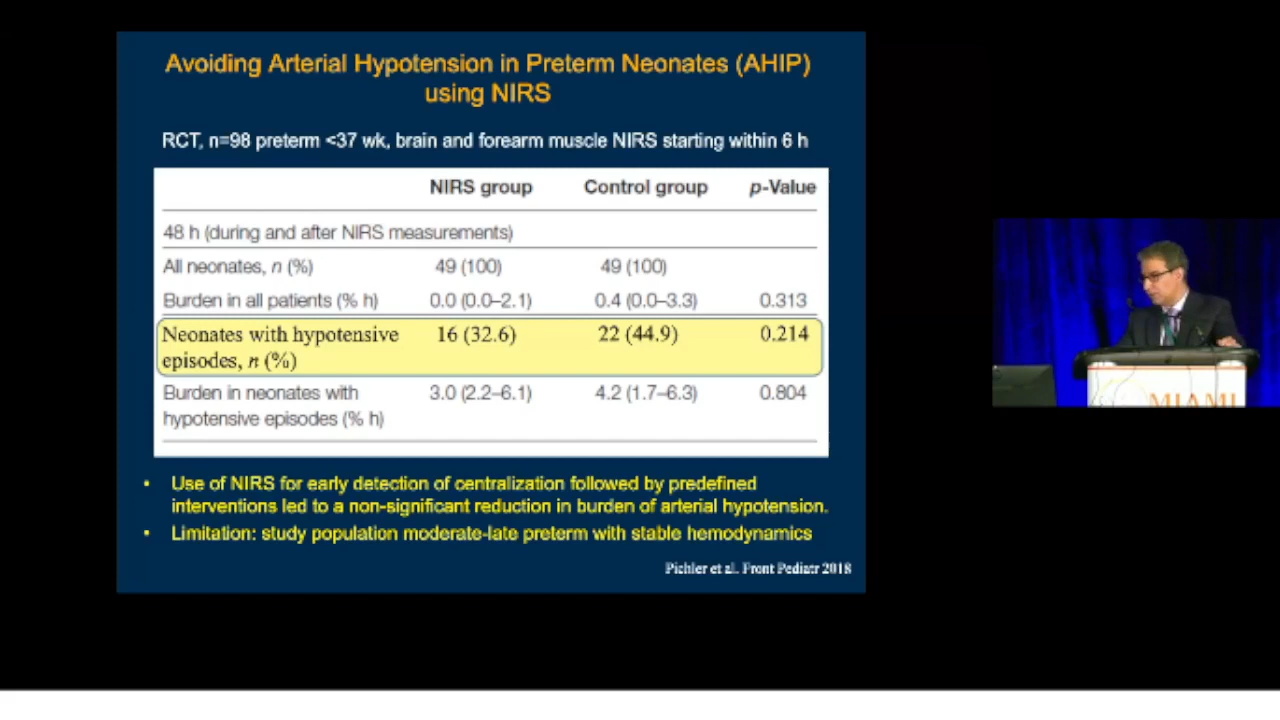 Avoiding Arterial Hypotension in Preterm Neonates (AHIP)
using NIRS
RCT, n=98 preterm <37 wk, brain and forearm muscle NIRS starting within 6 h
NIRS group Control group p-Value
48 h (during and after NIRS measurements)
All neonates, n (%) 49 (100) 49 (100)
Burden in all patients (% h) 0.0 (0.0–2.1) 0.4 (0.0–3.3) 0.313
Neonates with hypotensive 16 (32.6) 22 (44.9) 0.214
episodes, n (%)
Burden in neonates with 3.0 (2.2–6.1) 4.2 (1.7–6.3) 0.804
hypotensive episodes (% h)
• Use of NIRS for early detection of centralization followed by predefined
interventions led to a non-significant reduction in burden of arterial hypotension.
• Limitation: study population moderate-late preterm with stable hemodynamics
Pichler et al. Front Pediatr 2018
MIAMI